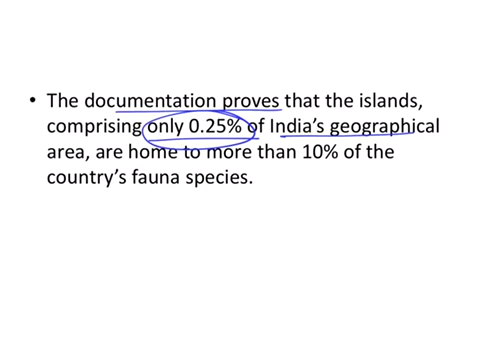 • The documentation proves that the islands,
comprising only 0.25% of India's geographical
area, are home to more than 10% of the
country's fauna species.